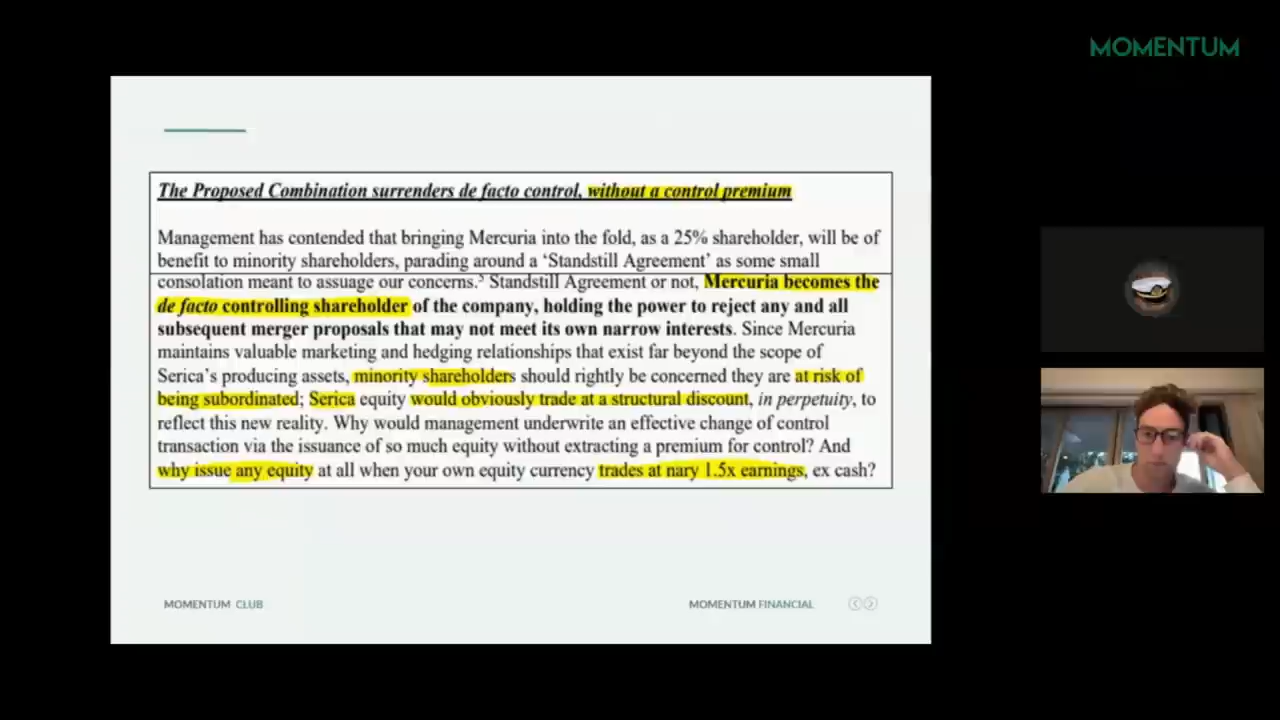 MOMENTUM
The Proposed Combination surrenders de facto control, without a control premium
Management has contended that bringing Mercuria into the fold, as a 25% shareholder, will be of
benefit to minority shareholders, parading around a ‘Standstill Agreement’ as some small
consolation meant to assuage our concerns.⁵ Standstill Agreement or not, Mercuria becomes the
de facto controlling shareholder of the company, holding the power to reject any and all
subsequent merger proposals that may not meet its own narrow interests. Since Mercuria
maintains valuable marketing and hedging relationships that exist far beyond the scope of
Serica’s producing assets, minority shareholders should rightly be concerned they are at risk of
being subordinated; Serica equity would obviously trade at a structural discount, in perpetuity, to
reflect this new reality. Why would management underwrite an effective change of control
transaction via the issuance of so much equity without extracting a premium for control? And
why issue any equity at all when your own equity currency trades at nary 1.5x earnings, ex cash?
MOMENTUM CLUB
MOMENTUM FINANCIAL